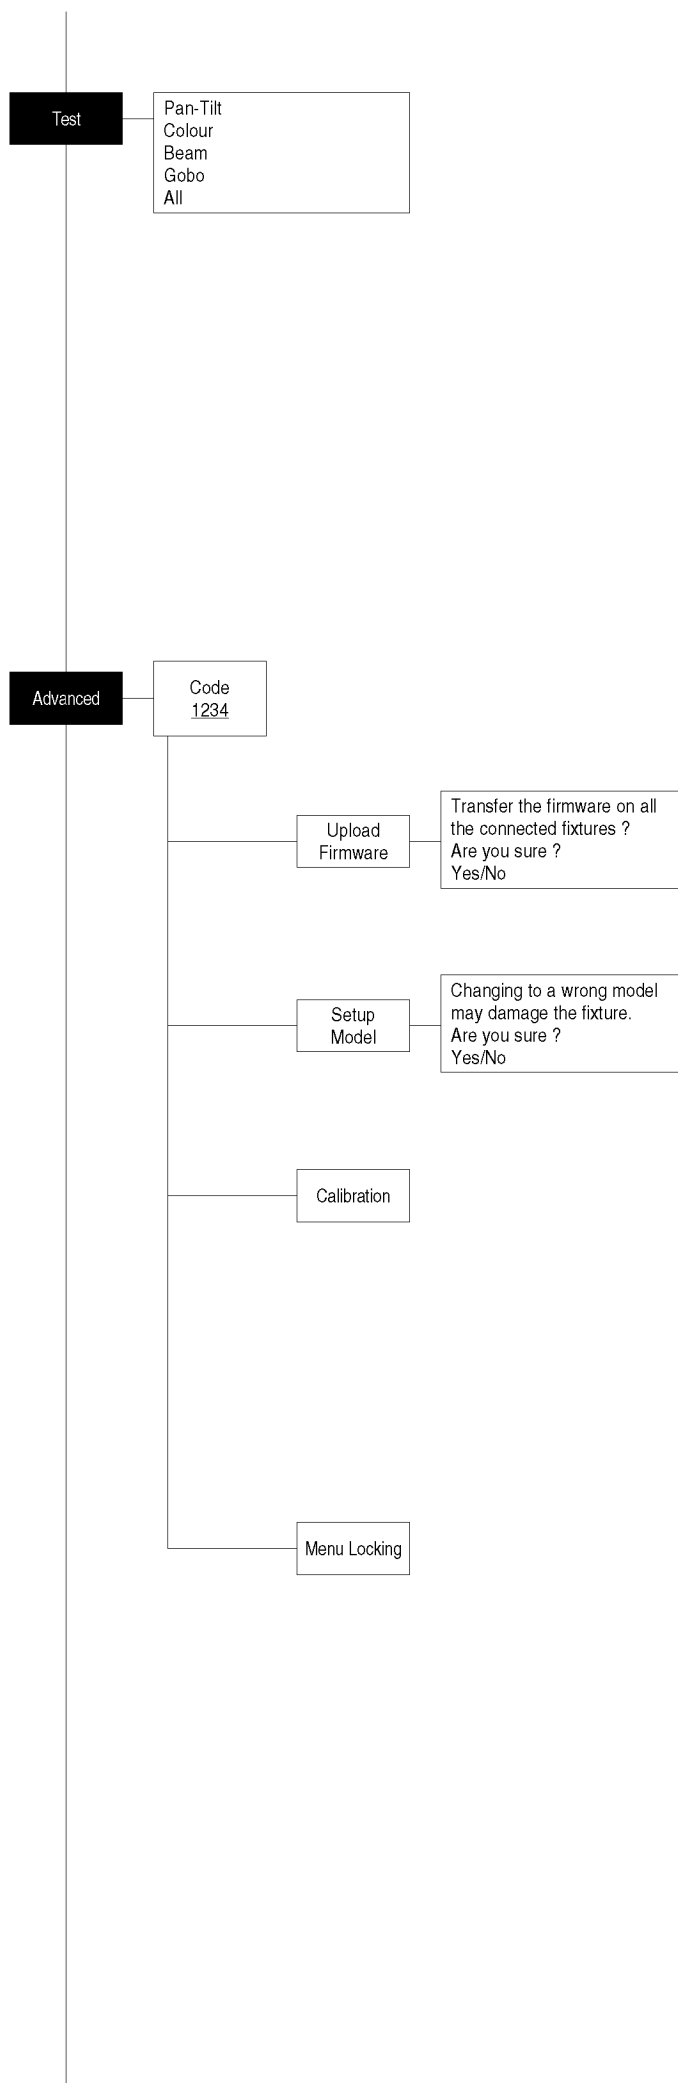 Test
Pan-Tilt
Colour
Beam
Gobo
All
Advanced
Code
1234
Upload
Firmware
Transfer the firmware on all
the connected fixtures ?
Are you sure ?
Yes/No
Setup
Model
Changing to a wrong model
may damage the fixture.
Are you sure ?
Yes/No
Calibration
Menu Locking